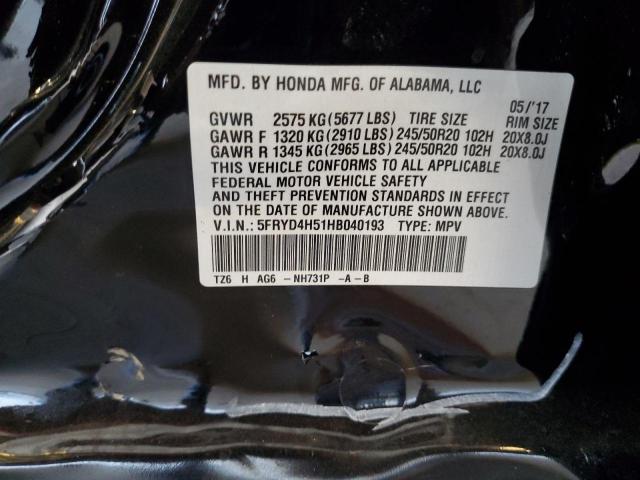 MFD. BY HONDA MFG. OF ALABAMA, LLC
05/'17
GVWR 2575 KG (5677 LBS) TIRE SIZE RIM SIZE
GAWR F 1320 KG (2910 LBS) 245/50R20 102H 20X8.0J
GAWR R 1345 KG (2965 LBS) 245/50R20 102H 20X8.0J
THIS VEHICLE CONFORMS TO ALL APPLICABLE
FEDERAL MOTOR VEHICLE SAFETY
AND THEFT PREVENTION STANDARDS IN EFFECT
ON THE DATE OF MANUFACTURE SHOWN ABOVE.
V.I.N.: 5FRYD4H51HB040193 TYPE: MPV
TZ6 H AG6 -NH731P -A-B